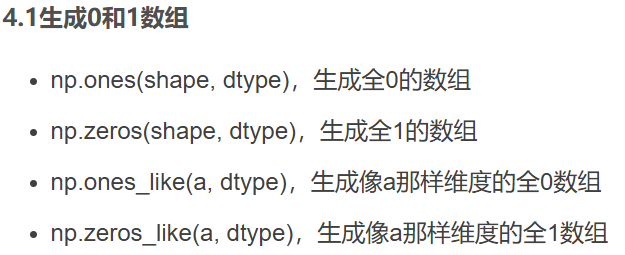 4.1生成0和1数组
• np.ones(shape, dtype)，生成全0的数组
• np.zeros(shape, dtype)，生成全1的数组
• np.ones_like(a, dtype)，生成像a那样维度的全0数组
• np.zeros_like(a, dtype)，生成像a那样维度的全1数组